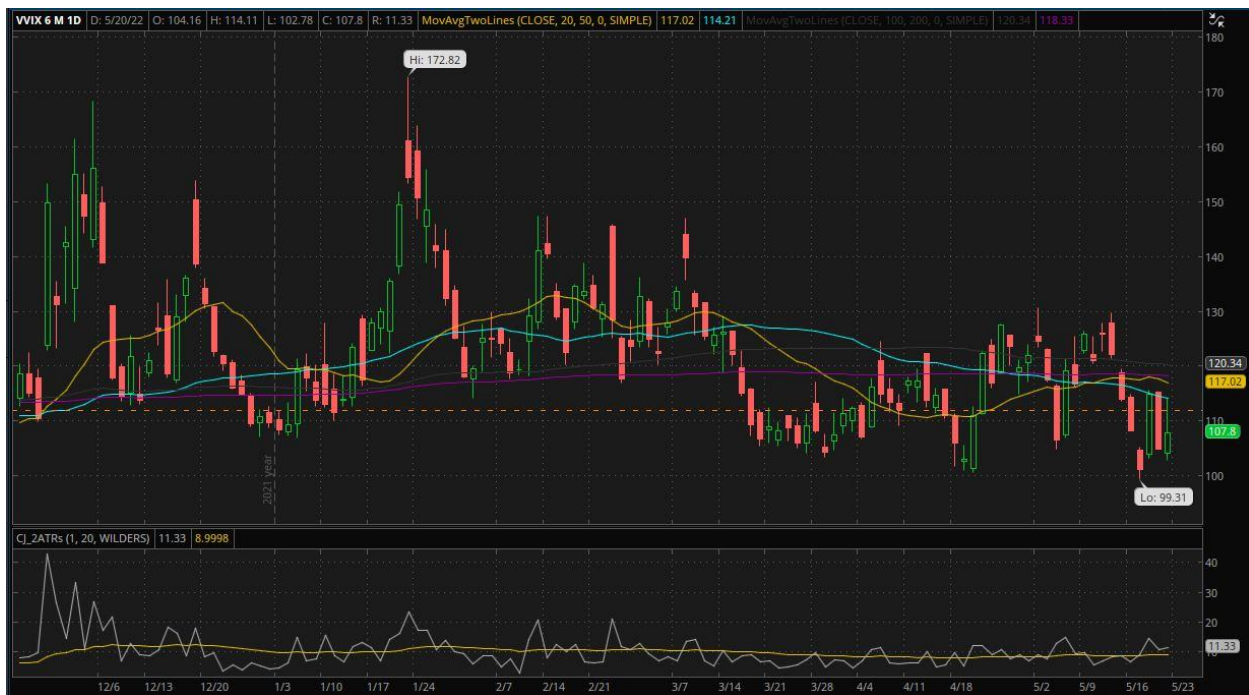 VVIX 6 M 1D D: 5/20/22 O: 104.16 H: 114.11 L: 102.78 C: 107.8 R: 11.33 MovAvgTwoLines (CLOSE, 20, 50, 0, SIMPLE) 117.02 114.21 MovAvgTwoLines (CLOSE, 100, 200, 0, SIMPLE) 120.34 118.33
180
Hi: 172.82
170
160
150
140
130
120.34
117.02
110
107.8
2021 year
100
Lo: 99.31
CJ_2ATRs (1, 20, WILDERS) 11.33 8.9998
40
30
20
11.33
12/6 12/13 12/20 1/3 1/10 1/17 1/24 2/7 2/14 2/21 3/7 3/14 3/21 3/28 4/4 4/11 4/18 5/2 5/9 5/16 5/23